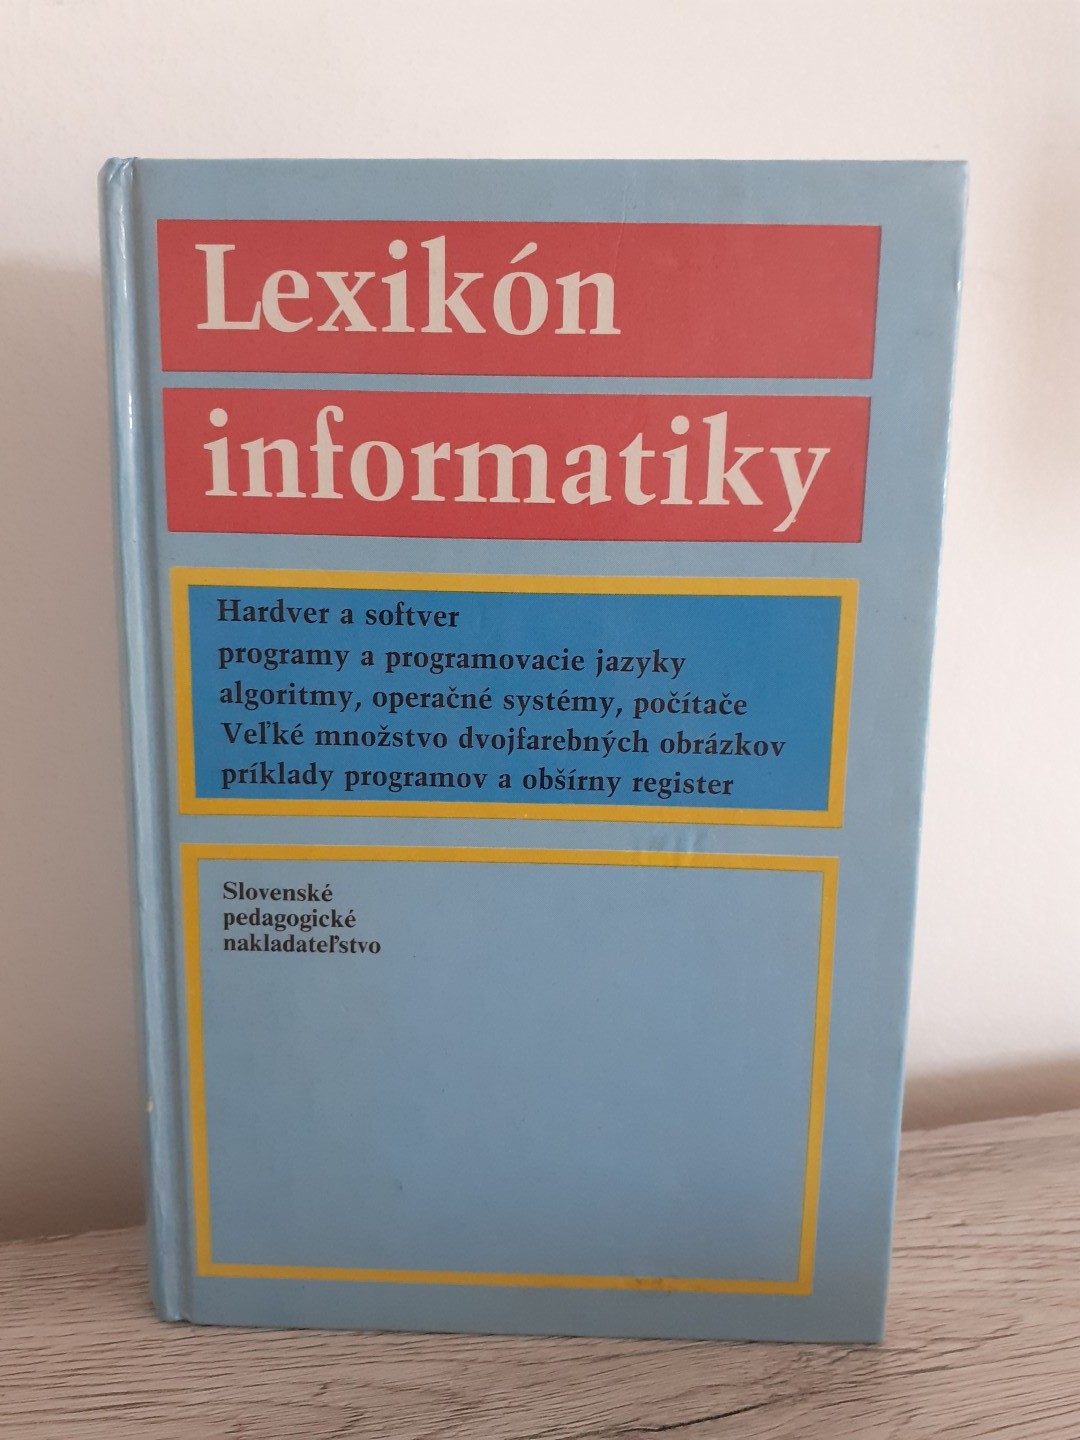 Lexikón
informatiky
Hardver a softver
programy a programovacie jazyky
algoritmy, operačné systémy, počítače
Veľké množstvo dvojfarebných obrázkov
príklady programov a obšírny register
Slovenské
pedagogické
nakladateľstvo